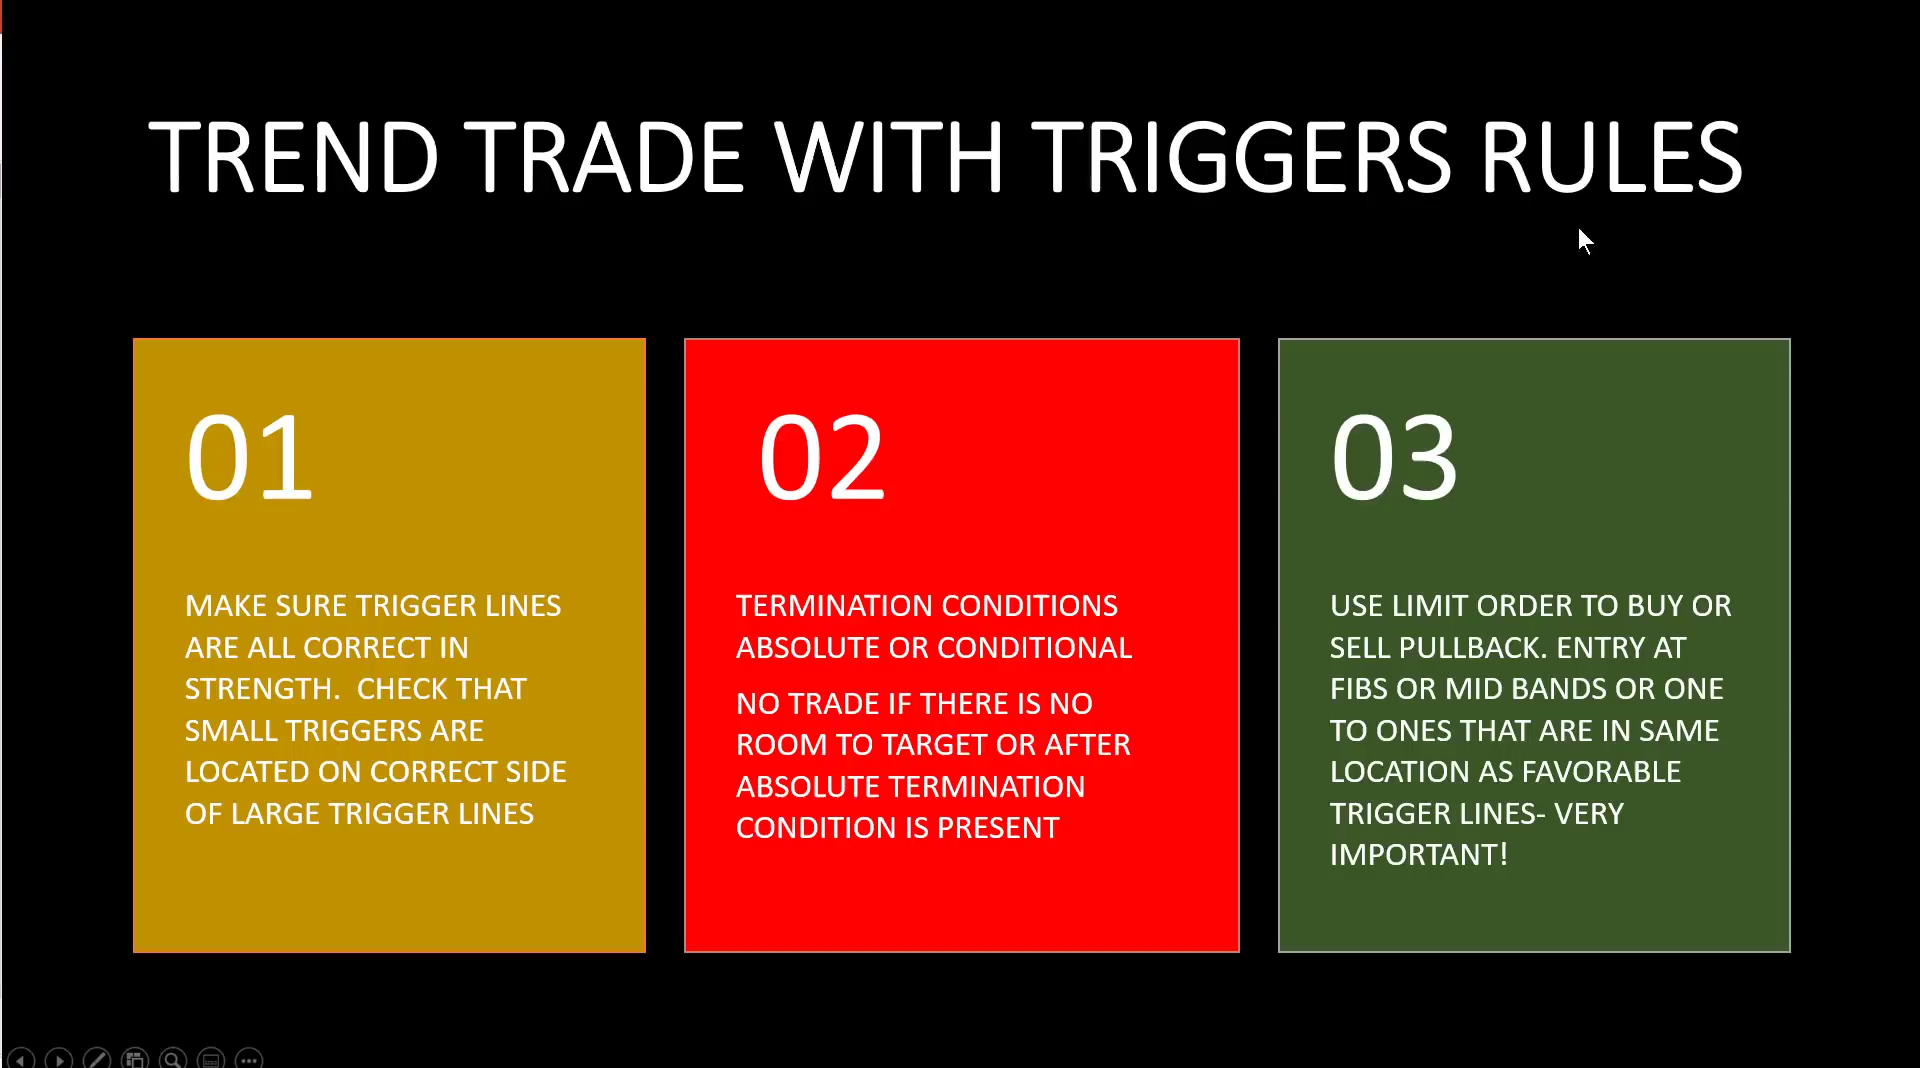 TREND TRADE WITH TRIGGERS RULES
01
MAKE SURE TRIGGER LINES
ARE ALL CORRECT IN
STRENGTH.  CHECK THAT
SMALL TRIGGERS ARE
LOCATED ON CORRECT SIDE
OF LARGE TRIGGER LINES
02
TERMINATION CONDITIONS
ABSOLUTE OR CONDITIONAL
NO TRADE IF THERE IS NO
ROOM TO TARGET OR AFTER
ABSOLUTE TERMINATION
CONDITION IS PRESENT
03
USE LIMIT ORDER TO BUY OR
SELL PULLBACK. ENTRY AT
FIBS OR MID BANDS OR ONE
TO ONES THAT ARE IN SAME
LOCATION AS FAVORABLE
TRIGGER LINES- VERY
IMPORTANT!